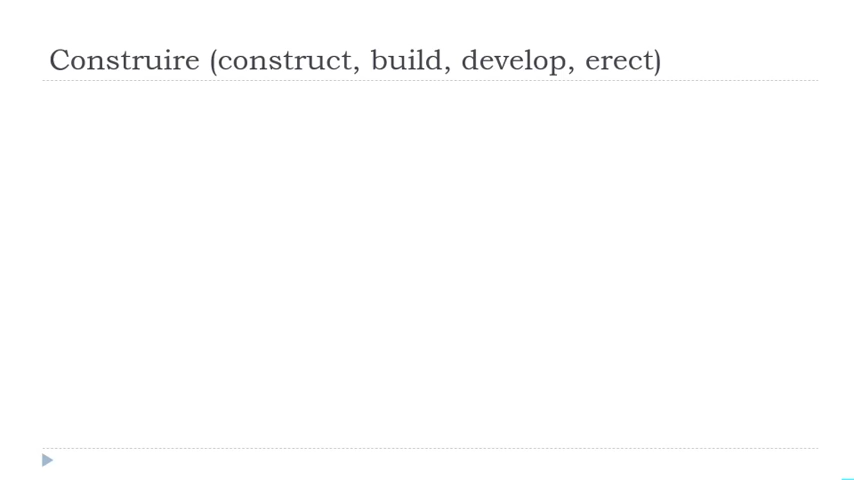 Construire (construct, build, develop, erect)